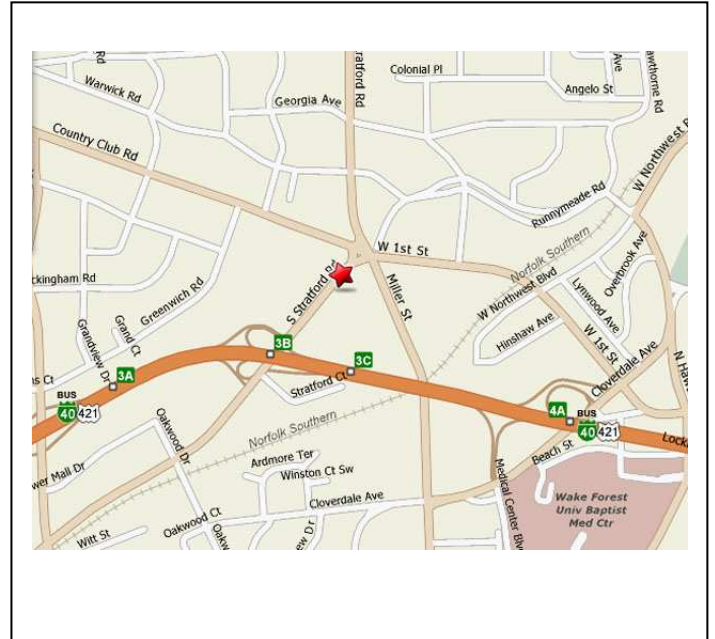 Warwick Rd
Georgia Ave
Colonial Pl
Angelo St
Country Club Rd
W Northwest
Runnymeade Rd
W 1st St
Norfolk Southern
S Stratford Rd
Miller St
Greenwich Rd
Overbrook Ave
Lynwood Ave
W Northwest Blvd
Hinshaw Ave
W 1st St
Grandview Dr
Grand Ct
3B
3C
3A
Stratford Ct
Cloverdale Ave
BUS
40 421
4A
BUS
40 421
Oakwood Dr
Norfolk Southern
Beach St
Ardmore Ter
Winston Ct Sw
Cloverdale Ave
Oakwood Ct
Witt St
Wake Forest
Univ Baptist
Med Ctr